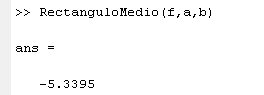 >> RectanguloMedio(f,a,b)
ans =
-5.3395